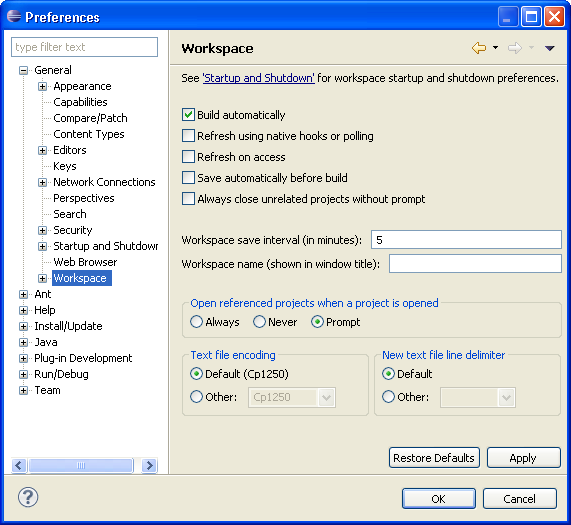 Preferences
type filter text
General
Appearance
Capabilities
Compare/Patch
Content Types
Editors
Keys
Network Connections
Perspectives
Search
Security
Startup and Shutdown
Web Browser
Workspace
Ant
Help
Install/Update
Java
Plug-in Development
Run/Debug
Team
Workspace
See 'Startup and Shutdown' for workspace startup and shutdown preferences.
Build automatically
Refresh using native hooks or polling
Refresh on access
Save automatically before build
Always close unrelated projects without prompt
Workspace save interval (in minutes): 5
Workspace name (shown in window title):
Open referenced projects when a project is opened
Always Never Prompt
Text file encoding
Default (Cp1250)
Other: Cp1250
New text file line delimiter
Default
Other:
Restore Defaults Apply
? OK Cancel